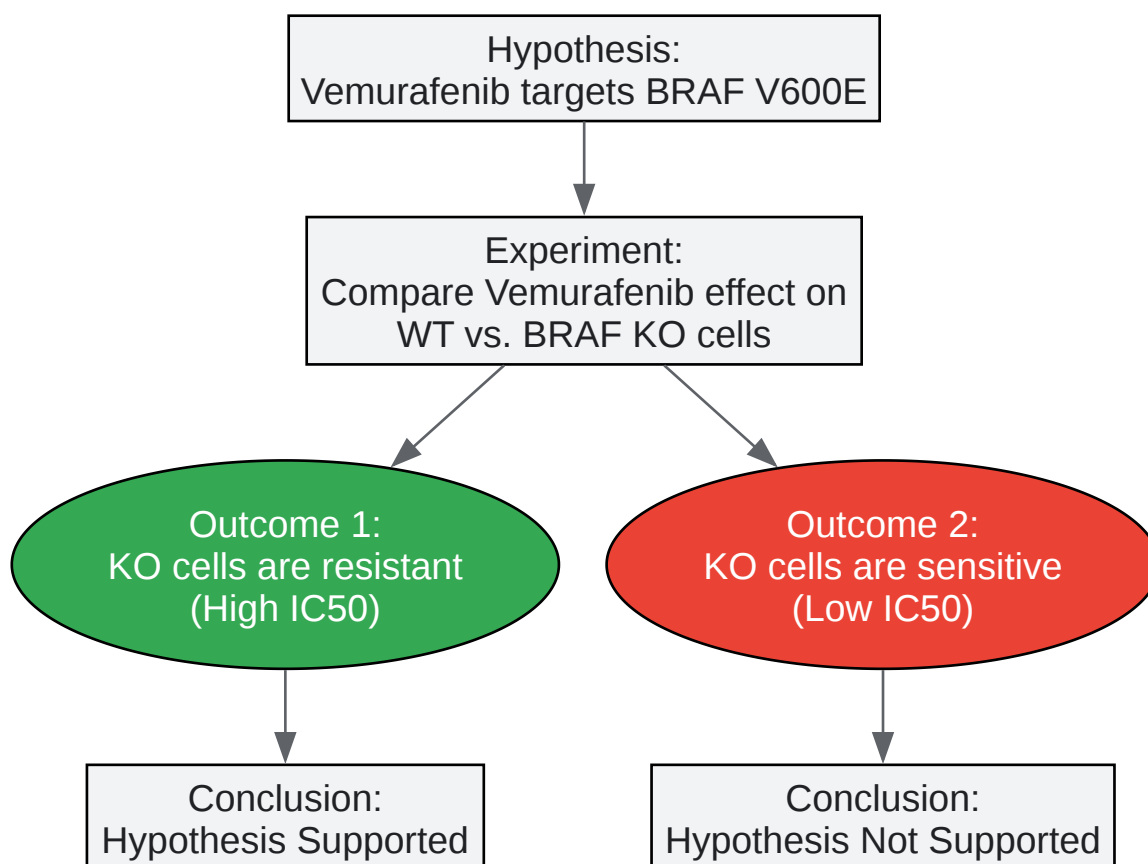 Hypothesis:
Vemurafenib targets BRAF V600E
Experiment:
Compare Vemurafenib effect on
WT vs. BRAF KO cells
Outcome 1:
KO cells are resistant
(High IC50)
Outcome 2:
KO cells are sensitive
(Low IC50)
Conclusion:
Hypothesis Supported
Conclusion:
Hypothesis Not Supported